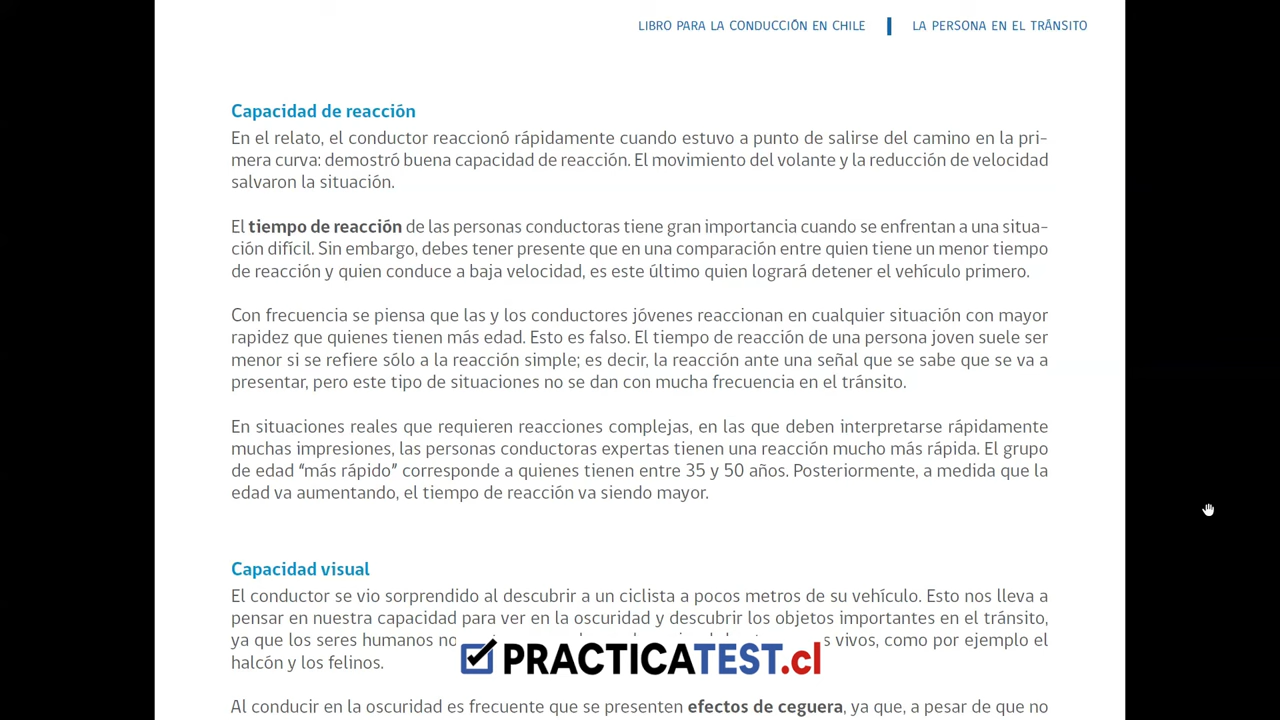 LIBRO PARA LA CONDUCCIÓN EN CHILE | LA PERSONA EN EL TRÁNSITO
Capacidad de reacción
En el relato, el conductor reaccionó rápidamente cuando estuvo a punto de salirse del camino en la pri-
mera curva: demostró buena capacidad de reacción. El movimiento del volante y la reducción de velocidad
salvaron la situación.
El tiempo de reacción de las personas conductoras tiene gran importancia cuando se enfrentan a una situa-
ción difícil. Sin embargo, debes tener presente que en una comparación entre quien tiene un menor tiempo
de reacción y quien conduce a baja velocidad, es este último quien logrará detener el vehículo primero.
Con frecuencia se piensa que las y los conductores jóvenes reaccionan en cualquier situación con mayor
rapidez que quienes tienen más edad. Esto es falso. El tiempo de reacción de una persona joven suele ser
menor si se refiere sólo a la reacción simple; es decir, la reacción ante una señal que se sabe que se va a
presentar, pero este tipo de situaciones no se dan con mucha frecuencia en el tránsito.
En situaciones reales que requieren reacciones complejas, en las que deben interpretarse rápidamente
muchas impresiones, las personas conductoras expertas tienen una reacción mucho más rápida. El grupo
de edad “más rápido” corresponde a quienes tienen entre 35 y 50 años. Posteriormente, a medida que la
edad va aumentando, el tiempo de reacción va siendo mayor.
Capacidad visual
El conductor se vio sorprendido al descubrir a un ciclista a pocos metros de su vehículo. Esto nos lleva a
pensar en nuestra capacidad para ver en la oscuridad y descubrir los objetos importantes en el tránsito,
ya que los seres humanos no vivos, como por ejemplo el
halcón y los felinos.
PRACTICATEST.cl
Al conducir en la oscuridad es frecuente que se presenten efectos de ceguera, ya que, a pesar de que no